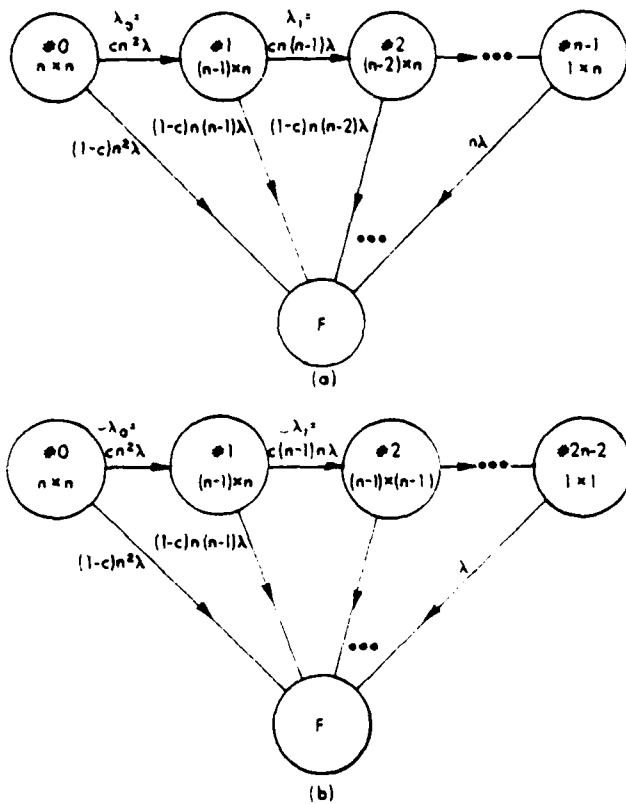 λ₀= λ₁=
#0 cn²λ #1 cn(n-1)λ #2 ••• #n-1
n×n (n-1)×n (n-2)×n 1×n
(1-c)n²λ (1-c)n(n-1)λ (1-c)n(n-2)λ nλ
•••
F
(a)
-λ₀= -λ₁=
#0 cn²λ #1 c(n-1)nλ #2 ••• #2n-2
n×n (n-1)×n (n-1)×(n-1) 1×1
(1-c)n²λ (1-c)n(n-1)λ λ
•••
F
(b)